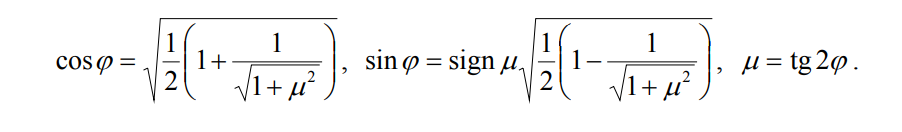 cos φ = √(1/2(1 + 1/√(1 + μ²))), sin φ = sign μ√(1/2(1 − 1/√(1 + μ²))), μ = tg 2φ .